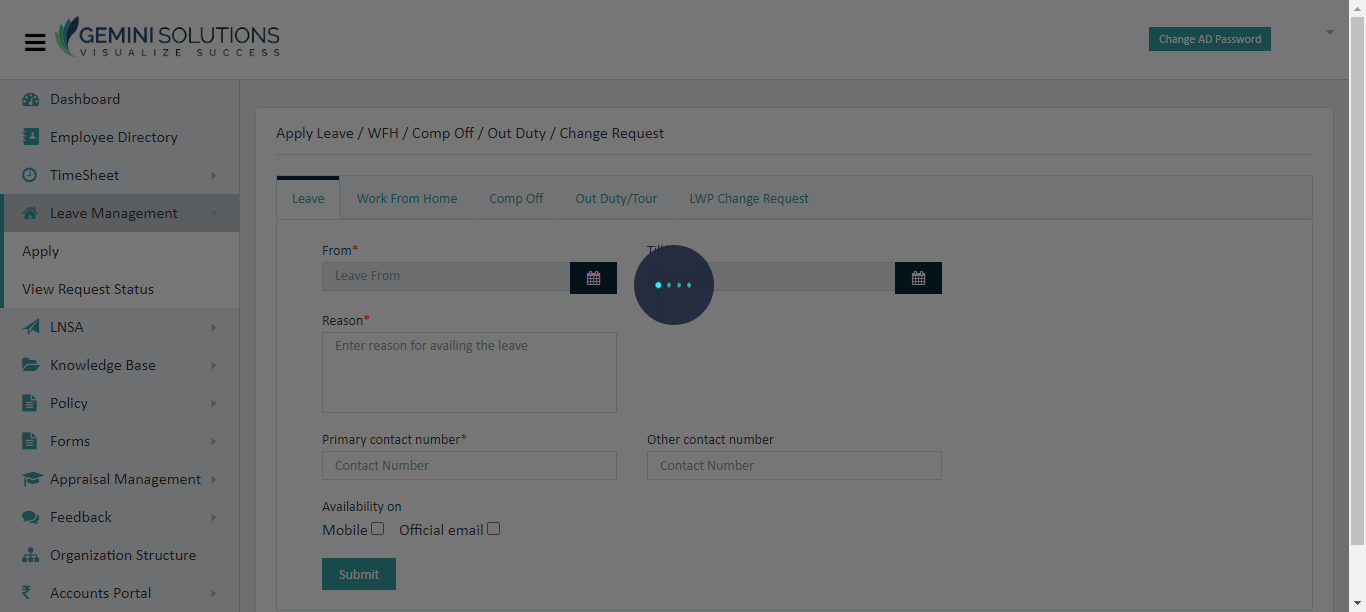 GEMINI SOLUTIONS
VISUALIZE SUCCESS
Change AD Password
Dashboard
Employee Directory
TimeSheet
Leave Management
Apply
View Request Status
LNSA
Knowledge Base
Policy
Forms
Appraisal Management
Feedback
Organization Structure
Accounts Portal
Apply Leave / WFH / Comp Off / Out Duty / Change Request
Leave Work From Home Comp Off Out Duty/Tour LWP Change Request
From*
Leave From
Reason*
Enter reason for availing the leave
Primary contact number* Other contact number
Contact Number Contact Number
Availability on
Mobile Official email
Submit